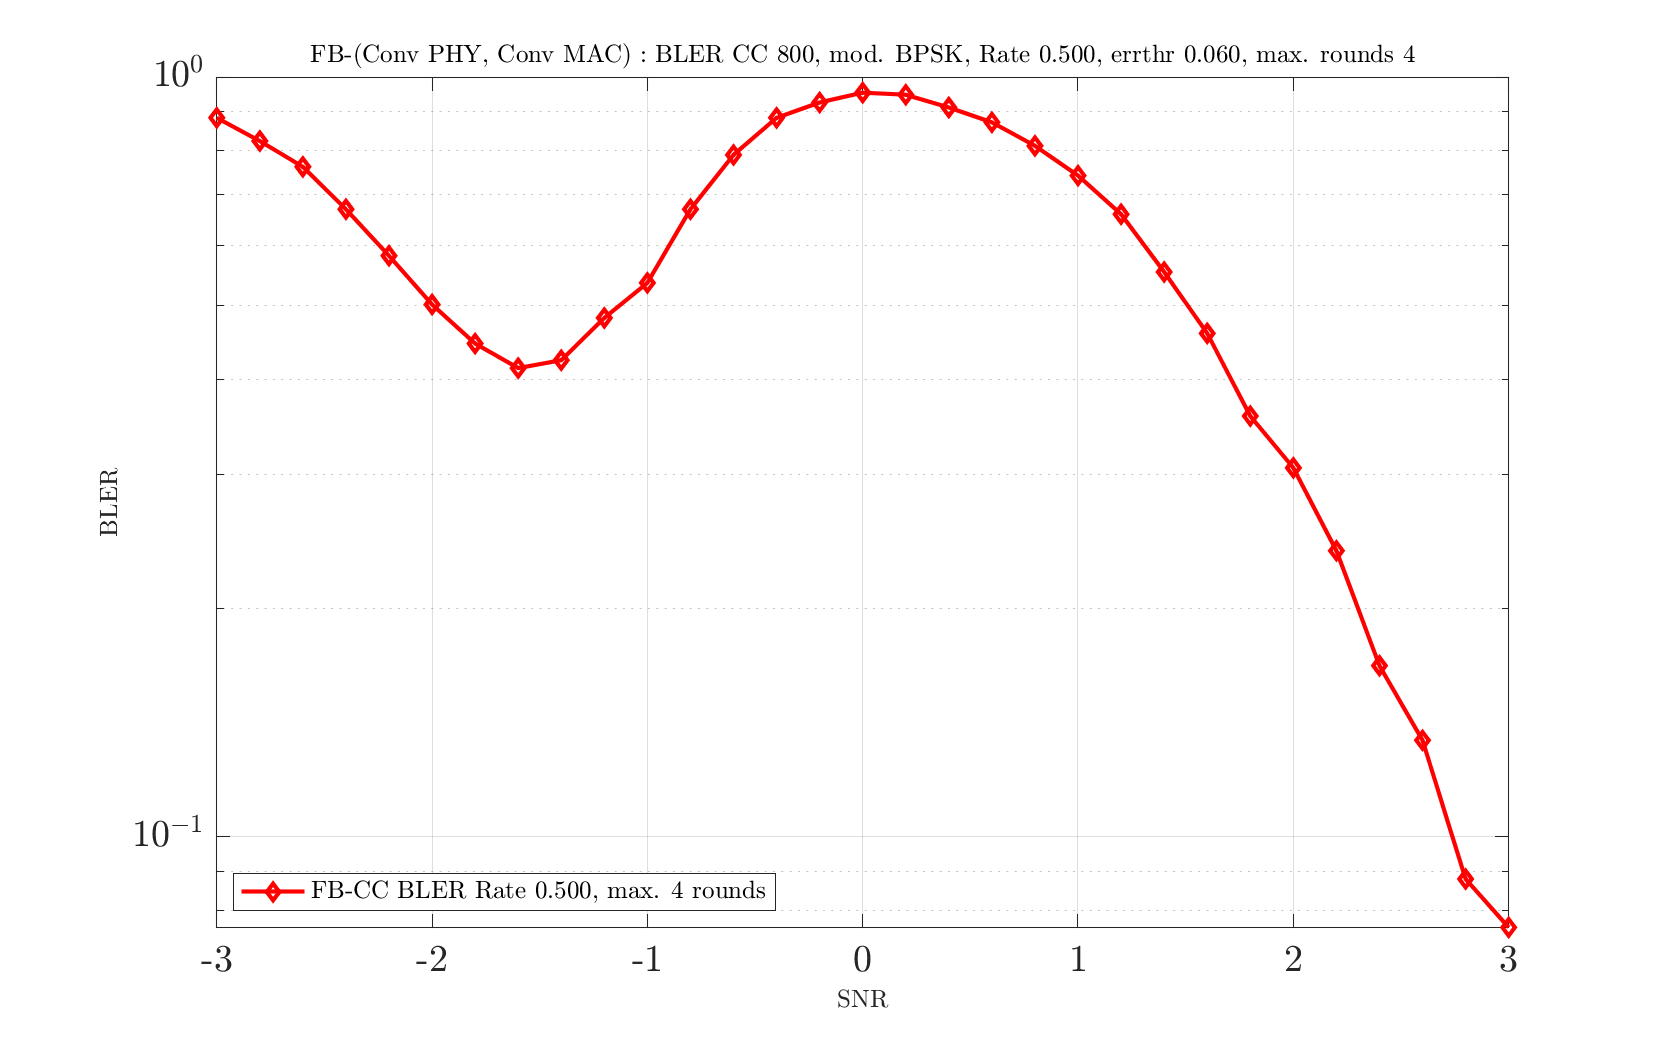 FB-(Conv PHY, Conv MAC) : BLER CC 800, mod. BPSK, Rate 0.500, errthr 0.060, max. rounds 4
10^0
BLER
10^{-1}
FB-CC BLER Rate 0.500, max. 4 rounds
-3 -2 -1 0 1 2 3
SNR